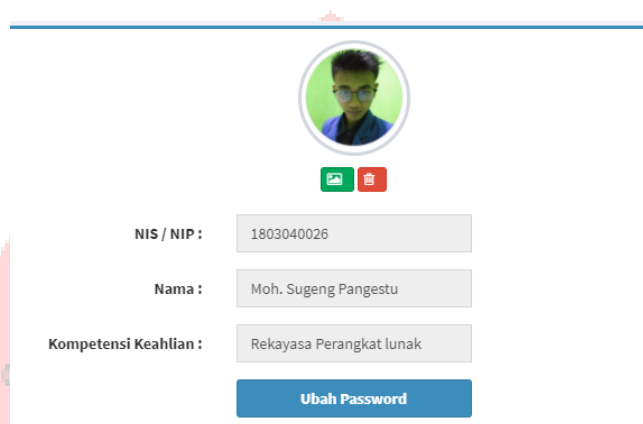 NIS / NIP : 1803040026
Nama : Moh. Sugeng Pangestu
Kompetensi Keahlian : Rekayasa Perangkat lunak
Ubah Password